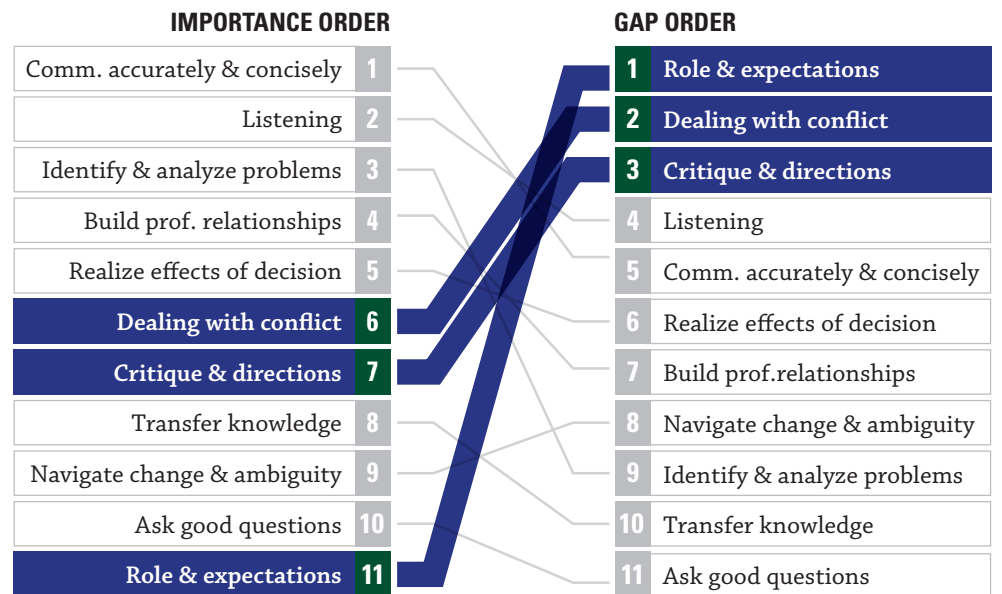 IMPORTANCE ORDER
Comm. accurately & concisely 1
Listening 2
Identify & analyze problems 3
Build prof. relationships 4
Realize effects of decision 5
Dealing with conflict 6
Critique & directions 7
Transfer knowledge 8
Navigate change & ambiguity 9
Ask good questions 10
Role & expectations 11
GAP ORDER
1 Role & expectations
2 Dealing with conflict
3 Critique & directions
4 Listening
5 Comm. accurately & concisely
6 Realize effects of decision
7 Build prof.relationships
8 Navigate change & ambiguity
9 Identify & analyze problems
10 Transfer knowledge
11 Ask good questions